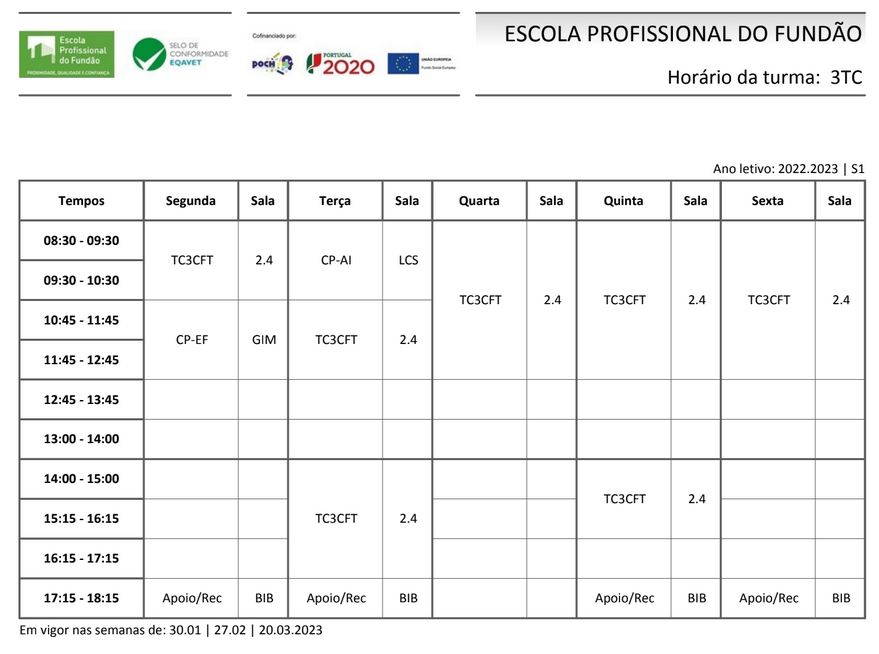 Escola
Profissional
do Fundão
PROXIMIDADE, QUALIDADE E CONFIANÇA
SELO DE
CONFORMIDADE
EQAVET
Cofinanciado por:
POCH
PORTUGAL
2020
UNIÃO EUROPEIA
Fundo Social Europeu
ESCOLA PROFISSIONAL DO FUNDÃO
Horário da turma: 3TC
Ano letivo: 2022.2023 | S1
Tempos Segunda Sala Terça Sala Quarta Sala Quinta Sala Sexta Sala
08:30 - 09:30
TC3CFT 2.4 CP-AI LCS
09:30 - 10:30
TC3CFT 2.4 TC3CFT 2.4 TC3CFT 2.4
10:45 - 11:45
CP-EF GIM TC3CFT 2.4
11:45 - 12:45
12:45 - 13:45
13:00 - 14:00
14:00 - 15:00
TC3CFT 2.4
15:15 - 16:15
TC3CFT 2.4
16:15 - 17:15
17:15 - 18:15 Apoio/Rec BIB Apoio/Rec BIB Apoio/Rec BIB Apoio/Rec BIB
Em vigor nas semanas de: 30.01 | 27.02 | 20.03.2023